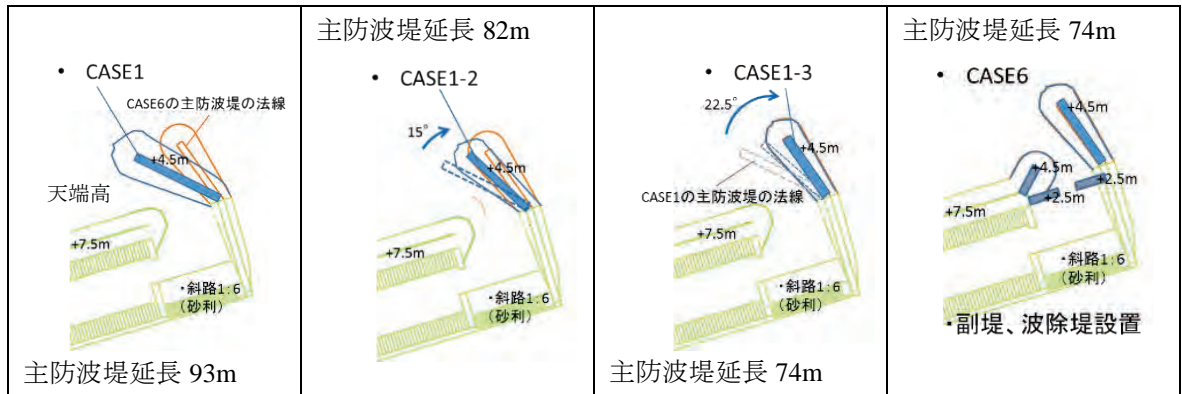 ・ CASE1
CASE6の主防波堤の法線
+4.5m
天端高
+7.5m
・斜路1:6
（砂利）
主防波堤延長 93m
主防波堤延長 82m
・ CASE1-2
15°
+4.5m
+7.5m
・斜路1:6
（砂利）
・ CASE1-3
22.5°
+4.5m
CASE1の主防波堤の法線
+7.5m
・斜路1:6
（砂利）
主防波堤延長 74m
主防波堤延長 74m
・ CASE6
+4.5m
+4.5m
+2.5m
+2.5m
+7.5m
・斜路1:6
（砂利）
・副堤、波除堤設置